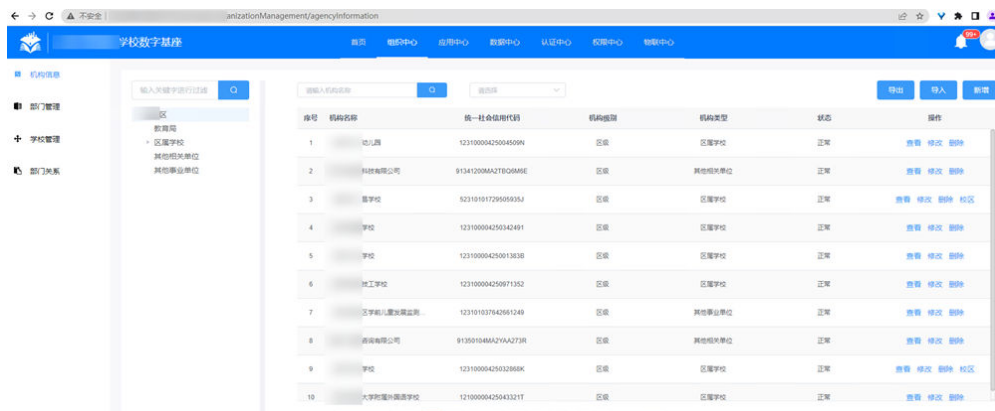 不安全
anizationManagement/agencyInformation
学校数字基座
首页 组织中心 应用中心 数据中心 认证中心 权限中心 物联中心
99+
机构信息
部门管理
学校管理
部门关系
输入关键字进行过滤
区
教育局
区属学校
其他相关单位
其他事业单位
请输入机构名称 请选择 导出 导入 新增
序号 机构名称 统一社会信用代码 机构级别 机构类型 状态 操作
1 幼儿园 12310000425004509N 区级 区属学校 正常 查看 修改 删除
2 科技有限公司 91341200MA2TBQ6M6E 区级 其他相关单位 正常 查看 修改 删除
3 学校 52310101729505935J 区级 区属学校 正常 查看 修改 删除 校区
4 学校 123100004250342491 区级 区属学校 正常 查看 修改 删除
5 学校 12310000425001383B 区级 区属学校 正常 查看 修改 删除
6 技工学校 123100004250971352 区级 区属学校 正常 查看 修改 删除
7 区学前儿童发展监测... 123101037642661249 区级 其他事业单位 正常 查看 修改 删除
8 咨询有限公司 91350104MA2YAA273R 区级 其他相关单位 正常 查看 修改 删除
9 学校 12310000425032868K 区级 区属学校 正常 查看 修改 删除 校区
10 大学附属外国语学校 12100000425043321T 区级 区属学校 正常 查看 修改 删除